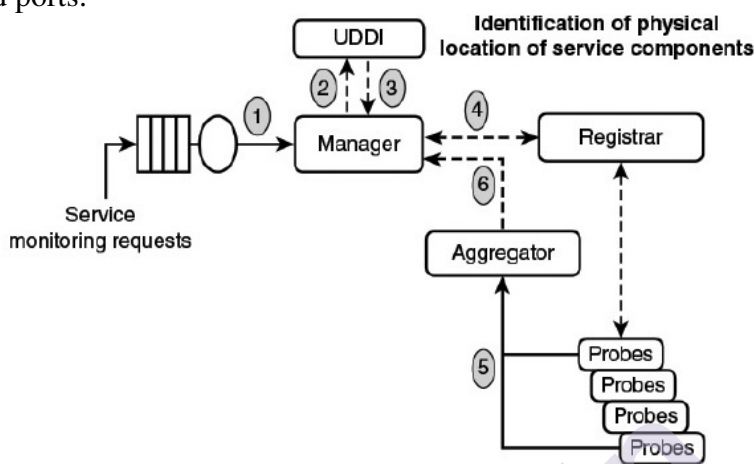 d ports.
Identification of physical
location of service components
UDDI
2
3
1
4
Manager
Registrar
6
Service
monitoring requests
Aggregator
5
Probes
Probes
Probes
Probes